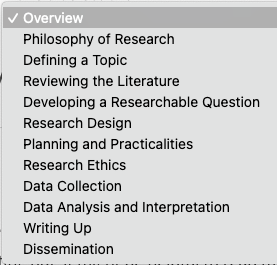 ✓ Overview
Philosophy of Research
Defining a Topic
Reviewing the Literature
Developing a Researchable Question
Research Design
Planning and Practicalities
Research Ethics
Data Collection
Data Analysis and Interpretation
Writing Up
Dissemination